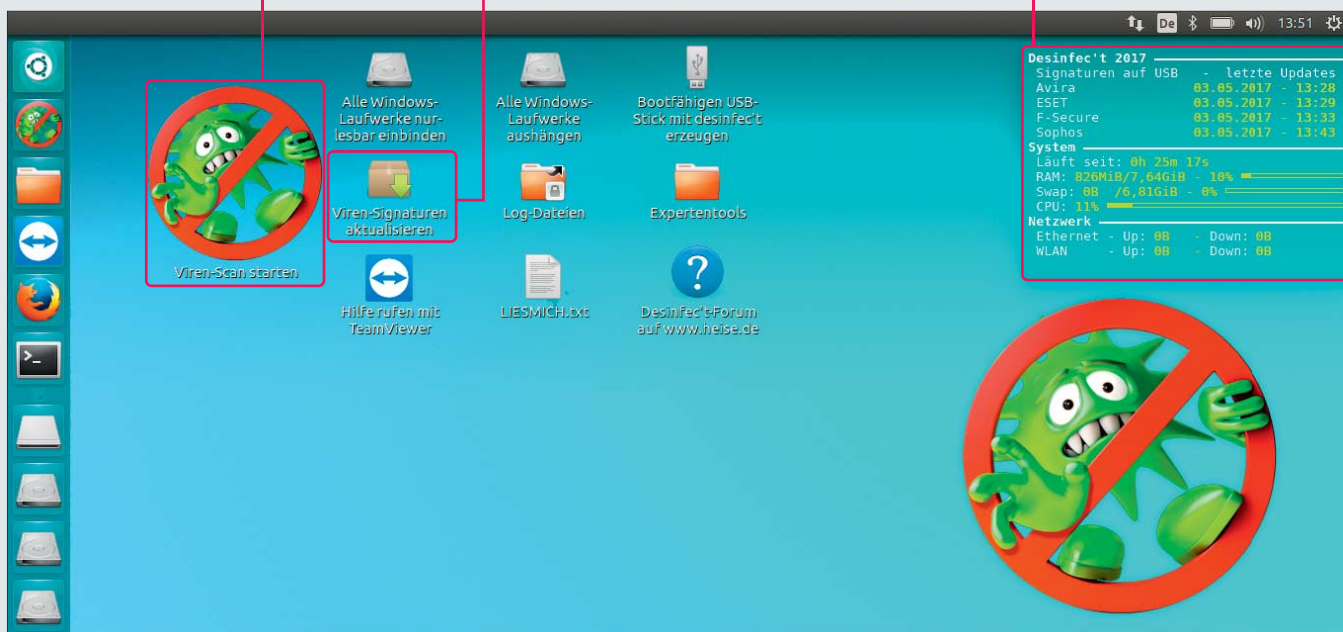 De
13:51
Desinfec't 2017
Signaturen auf USB - letzte Updates
Avira 03.05.2017 - 13:28
ESET 03.05.2017 - 13:29
F-Secure 03.05.2017 - 13:33
Sophos 03.05.2017 - 13:43
System
Läuft seit: 0h 25m 17s
RAM: 826MiB/7,64GiB - 10%
Swap: 0B /6,81GiB - 0%
CPU: 11%
Netzwerk
Ethernet - Up: 0B - Down: 0B
WLAN - Up: 0B - Down: 0B
Viren-Scan starten
Alle Windows-
Laufwerke nur-
lesbar einbinden
Alle Windows-
Laufwerke
aushängen
Bootfähigen USB-
Stick mit desinfec't
erzeugen
Viren-Signaturen
aktualisieren
Log-Dateien
Expertentools
Hilfe rufen mit
TeamViewer
LIESMICH.txt
Desinfec't-Forum
auf www.heise.de